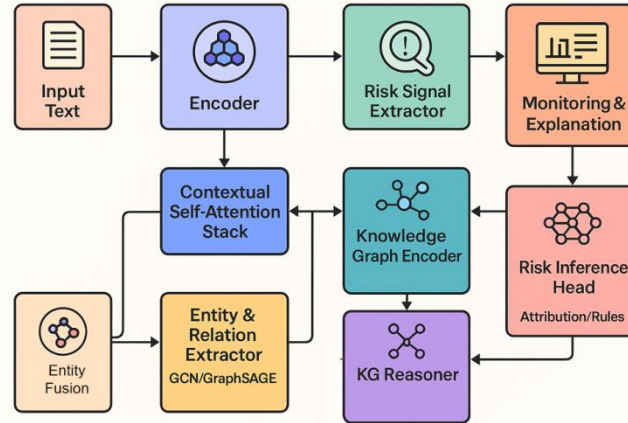 Input
Text
Encoder
Risk Signal
Extractor
Monitoring &
Explanation
Contextual
Self-Attention
Stack
Knowledge
Graph Encoder
Risk Inference
Head
Attribution/Rules
Entity
Fusion
Entity &
Relation
Extractor
GCN/GraphSAGE
KG Reasoner